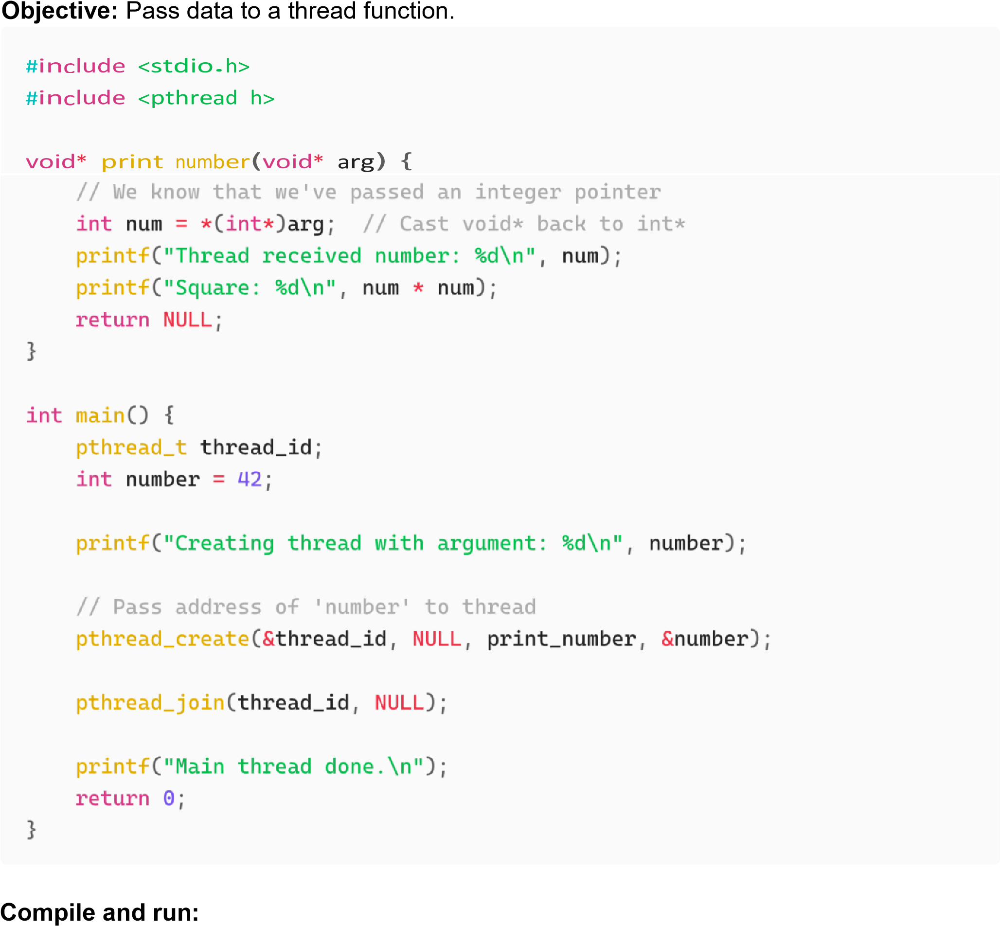 Objective: Pass data to a thread function.
#include <stdio.h>
#include <pthread h>
void* print number(void* arg) {
// We know that we've passed an integer pointer
int num = *(int*)arg;  // Cast void* back to int*
printf("Thread received number: %d\n", num);
printf("Square: %d\n", num * num);
return NULL;
}
int main() {
pthread_t thread_id;
int number = 42;
printf("Creating thread with argument: %d\n", number);
// Pass address of 'number' to thread
pthread_create(&thread_id, NULL, print_number, &number);
pthread_join(thread_id, NULL);
printf("Main thread done.\n");
return 0;
}
Compile and run: